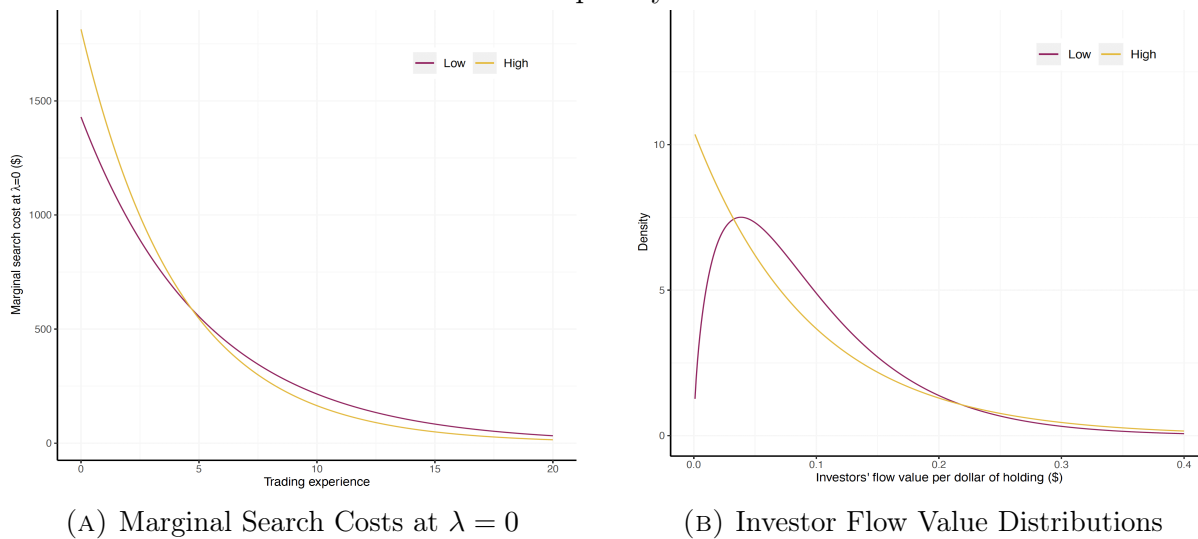 Low High
1500
1000
500
0
Marginal search cost at λ=0 ($)
0 5 10 15 20
Trading experience
(A) Marginal Search Costs at λ = 0
Low High
10
5
0
Density
0.0 0.1 0.2 0.3 0.4
Investors' flow value per dollar of holding ($)
(B) Investor Flow Value Distributions